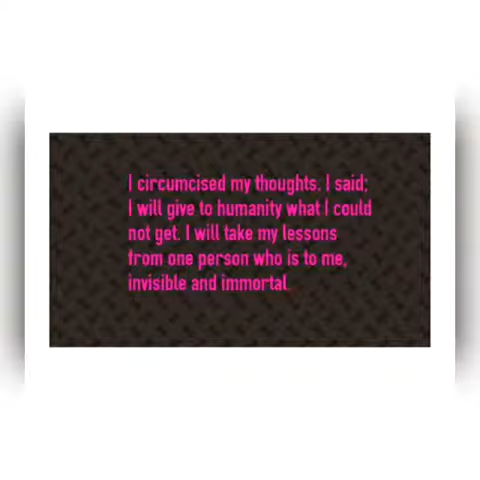 I circumcised my thoughts. I said;
I will give to humanity what I could
not get. I will take my lessons
from one person who is to me,
invisible and immortal